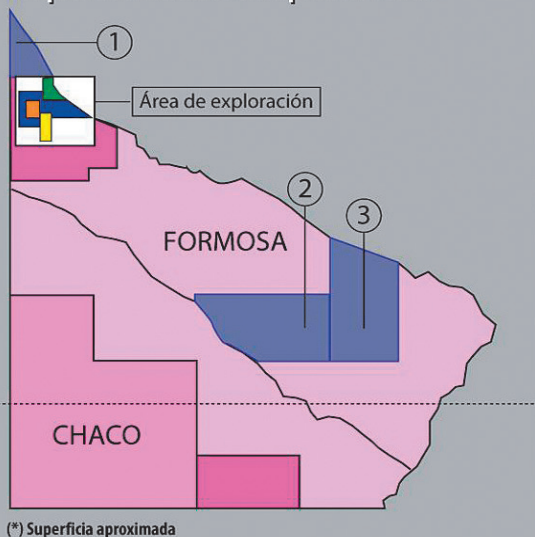 1
Área de exploración
2
3
FORMOSA
CHACO
(*) Superficia aproximada